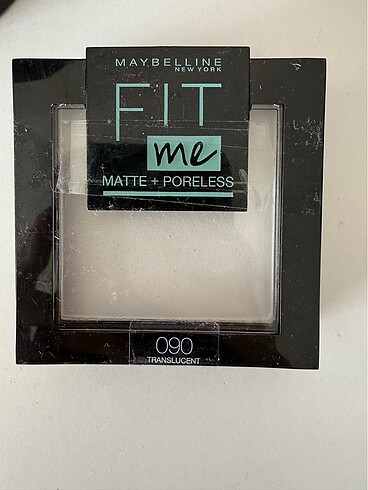 MAYBELLINE
NEW YORK
FIT
me
MATTE + PORELESS
090
TRANSLUCENT